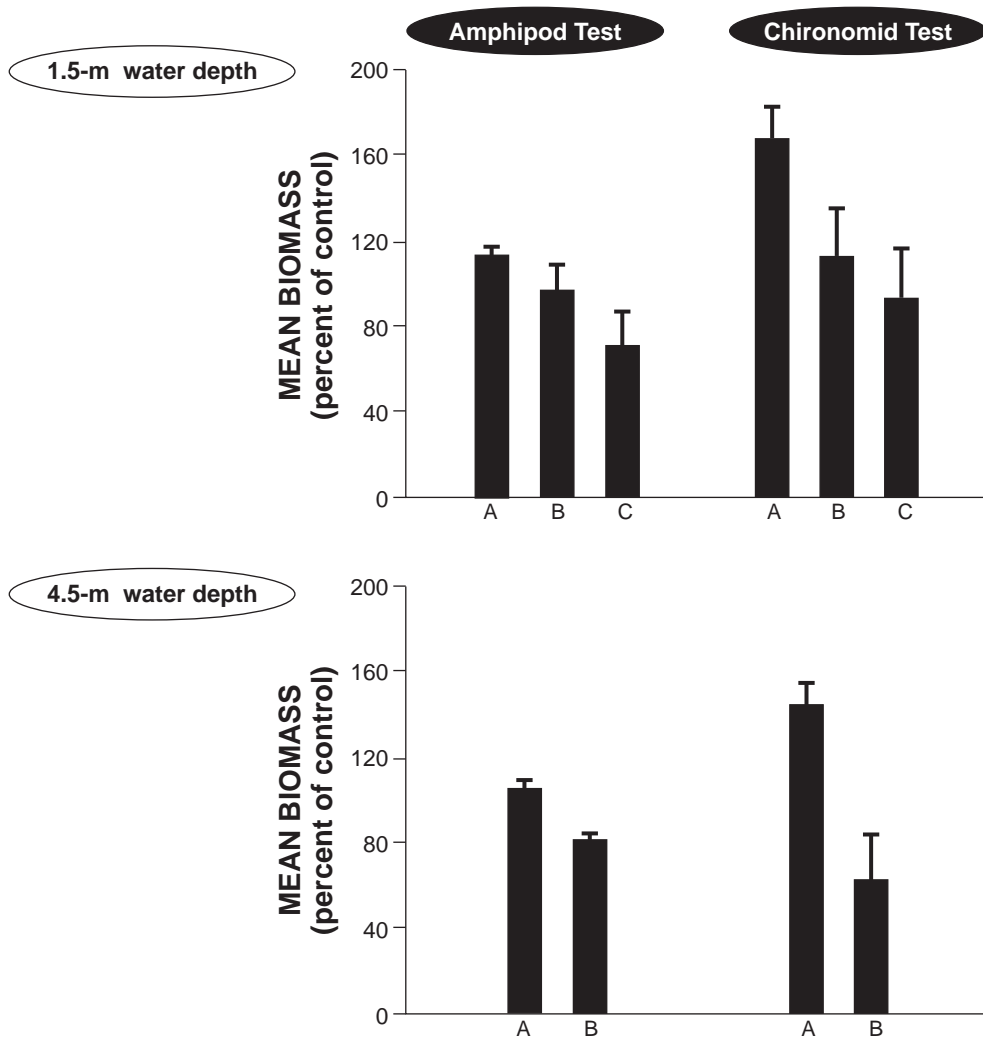 Amphipod Test
Chironomid Test
1.5-m water depth
MEAN BIOMASS
(percent of control)
200
160
120
80
40
0
A B C
A B C
4.5-m water depth
MEAN BIOMASS
(percent of control)
200
160
120
80
40
0
A B
A B